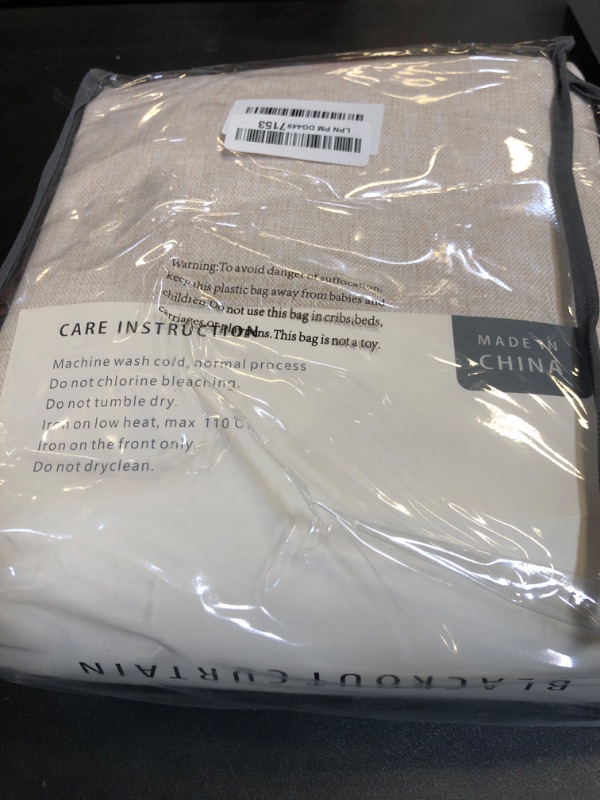 LPN PM DG4497153
Warning:To avoid danger of suffocation,
keep this plastic bag away from babies and
children.Do not use this bag in cribs,beds,
carriages or playpens.This bag is not a toy.
CARE INSTRUCTION
MADE IN
CHINA
Machine wash cold, normal process
Do not chlorine bleaching.
Do not tumble dry.
Iron on low heat, max 110℃.
Iron on the front only.
Do not dryclean.
BLACKOUT CURTAIN